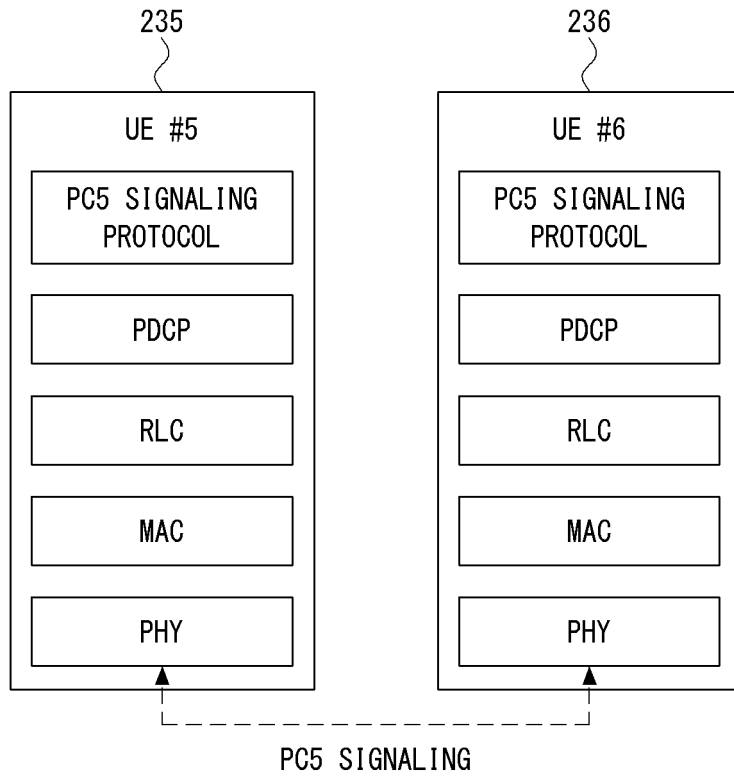 235
236
UE #5
UE #6
PC5 SIGNALING
PROTOCOL
PC5 SIGNALING
PROTOCOL
PDCP
PDCP
RLC
RLC
MAC
MAC
PHY
PHY
PC5 SIGNALING